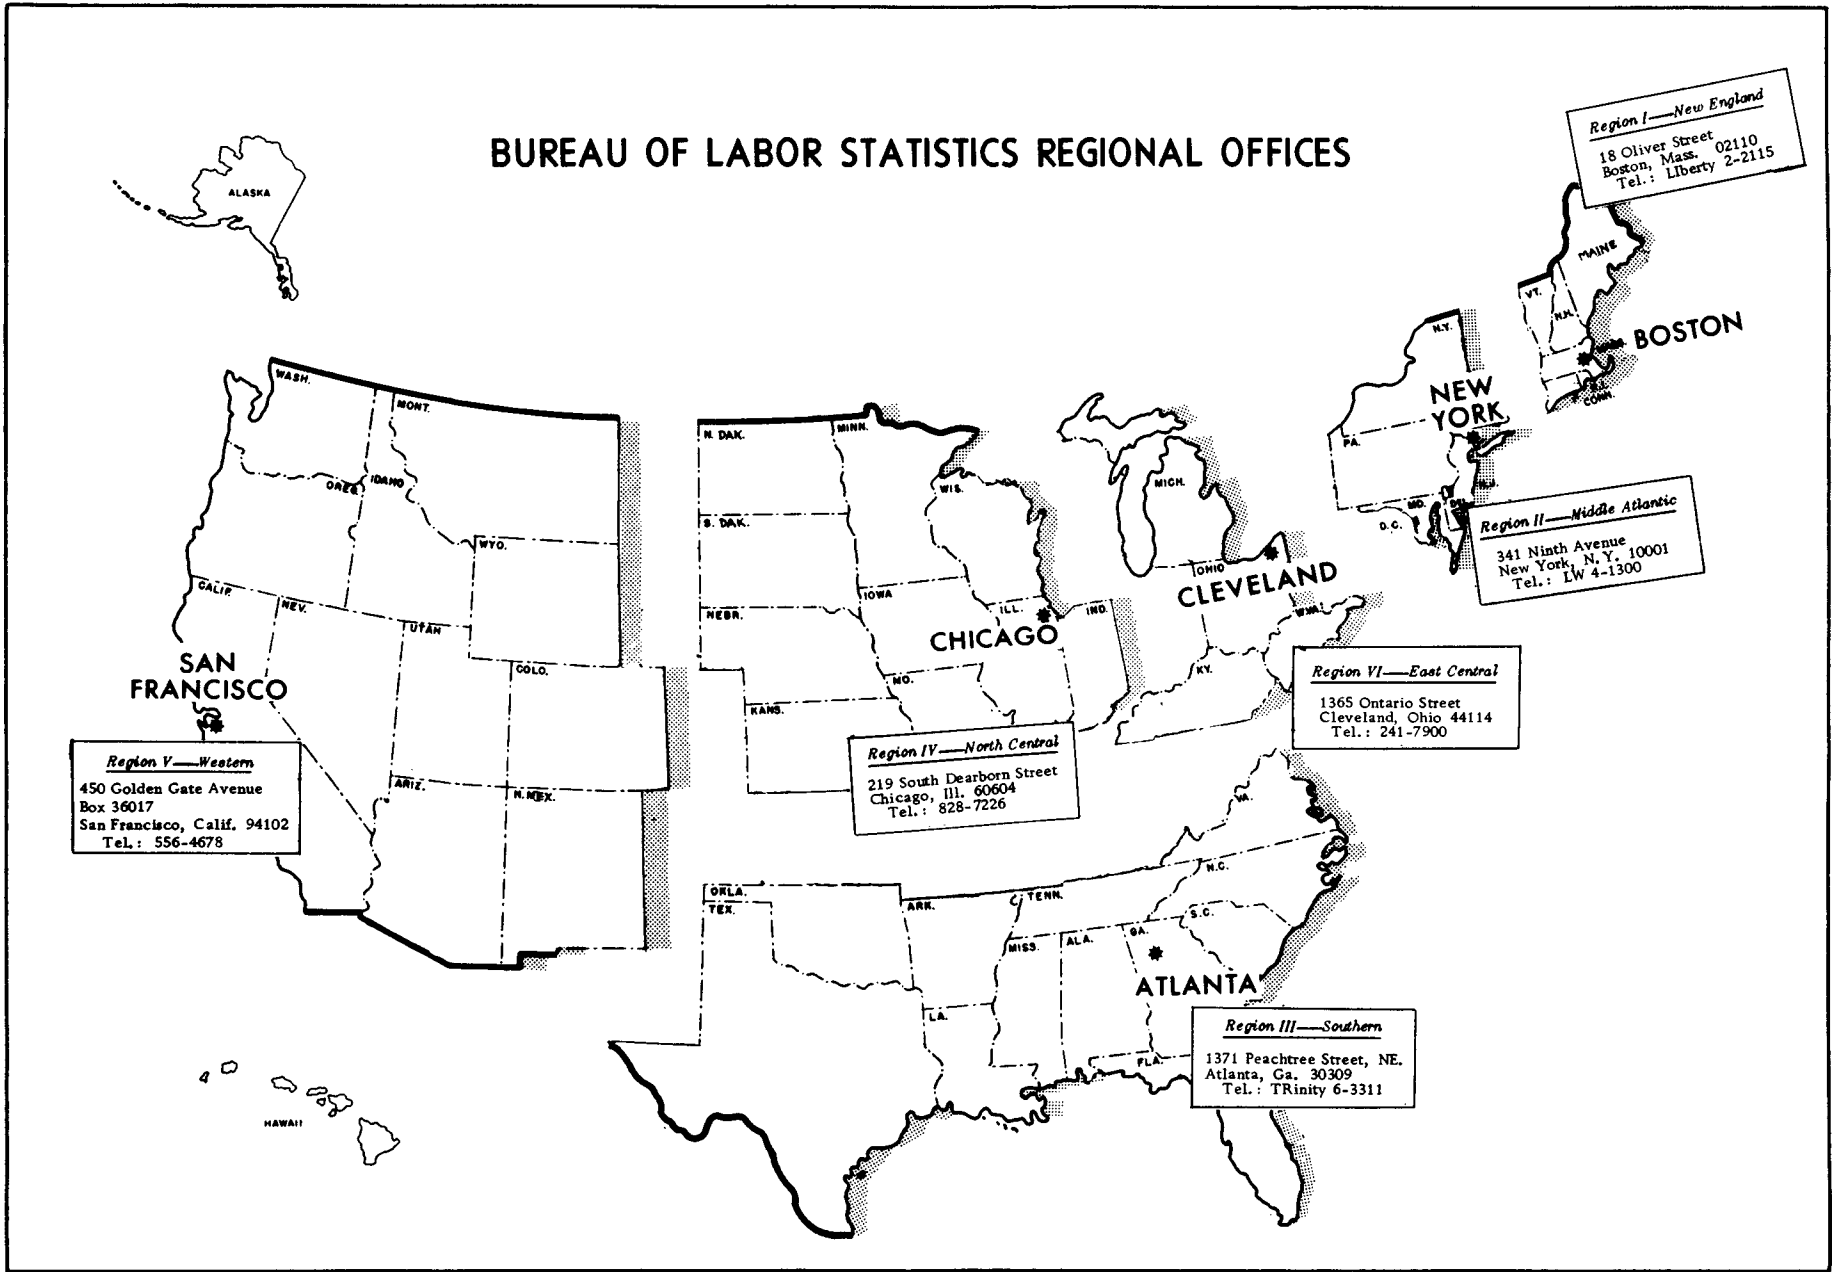 BUREAU OF LABOR STATISTICS REGIONAL OFFICES
Region I—New England
18 Oliver Street
Boston, Mass. 02110
Tel.: LIberty 2-2115
ALASKA
MAINE
VT.
N.H.
BOSTON
MASS.
R.I.
CONN.
N.Y.
NEW
YORK
PA.
N.J.
MD.
DEL.
D.C.
Region II—Middle Atlantic
341 Ninth Avenue
New York, N.Y. 10001
Tel.: LW 4-1300
WASH.
MONT.
OREG.
IDAHO
WYO.
CALIF.
NEV.
UTAH
COLO.
ARIZ.
N.MEX.
SAN
FRANCISCO
Region V—Western
450 Golden Gate Avenue
Box 36017
San Francisco, Calif. 94102
Tel.: 556-4678
N. DAK.
MINN.
WIS.
S. DAK.
IOWA
NEBR.
ILL.
IND.
CHICAGO
MO.
KANS.
Region IV—North Central
219 South Dearborn Street
Chicago, Ill. 60604
Tel.: 828-7226
MICH.
OHIO
CLEVELAND
W.VA.
KY.
Region VI—East Central
1365 Ontario Street
Cleveland, Ohio 44114
Tel.: 241-7900
VA.
N.C.
OKLA.
TEX.
ARK.
TENN.
S.C.
MISS.
ALA.
GA.
ATLANTA
LA.
FLA.
Region III—Southern
1371 Peachtree Street, NE.
Atlanta, Ga. 30309
Tel.: TRinity 6-3311
HAWAII